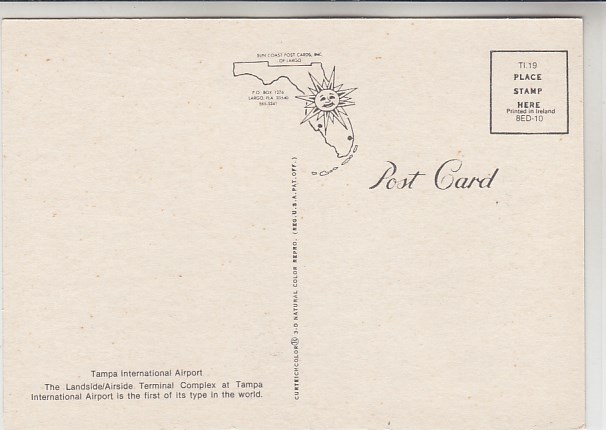 SUN COAST POST CARDS, INC.
OF LARGO
P.O. BOX 1076
LARGO, FLA. 33540
TI.19
PLACE
STAMP
HERE
Printed in Ireland
8ED-10
Post Card
CURTEICHCOLOR® 3-D NATURAL COLOR REPRO. (REG. U.S.A. PAT. OFF.)
Tampa International Airport
The Landside/Airside Terminal Complex at Tampa
International Airport is the first of its type in the world.